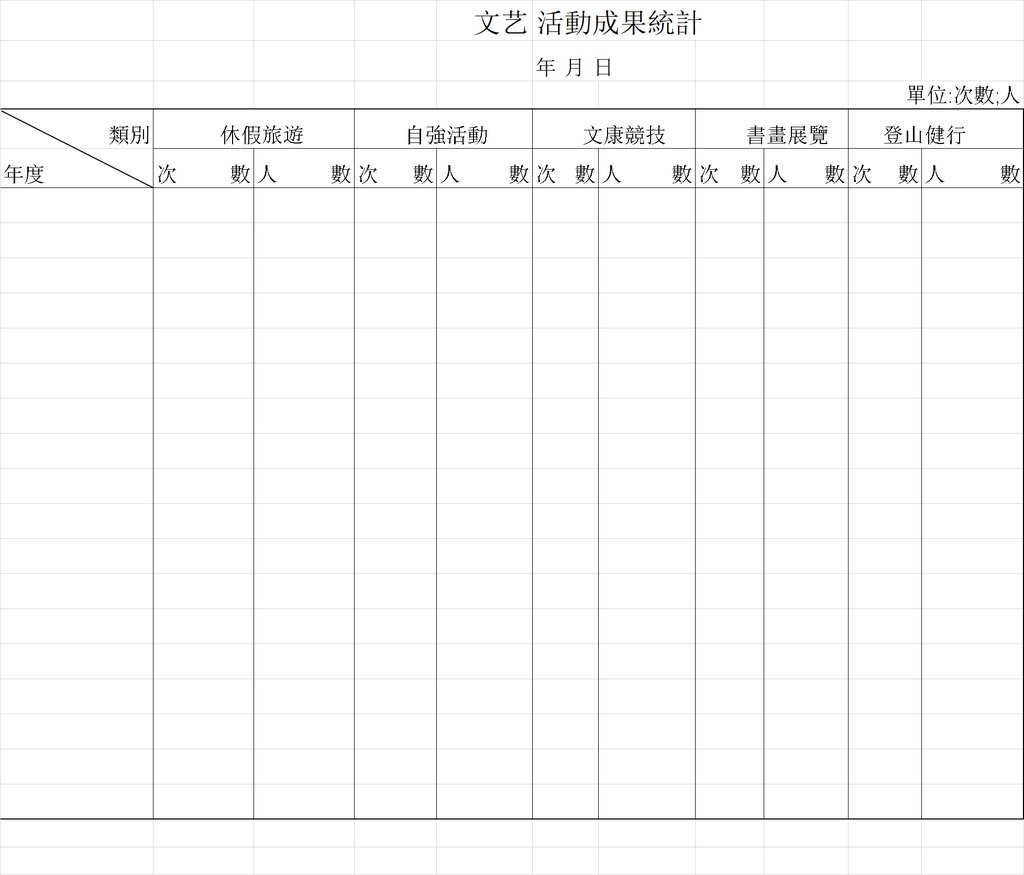 文艺 活動成果統計
年 月 日
單位:次數;人
類別 休假旅遊 自強活動 文康競技 書畫展覽 登山健行
年度 次 數 人 數 次 數 人 數 次 數 人 數 次 數 人 數 次 數 人 數